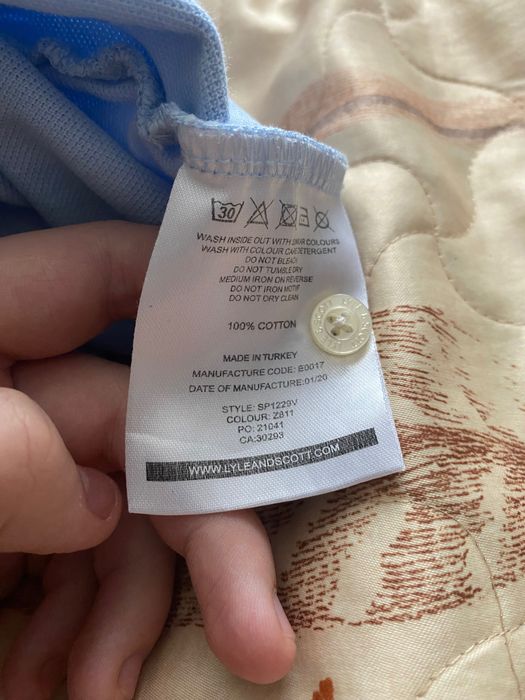 30
WASH INSIDE OUT WITH SIMILAR COLOURS
WASH WITH COLOUR CARE DETERGENT
DO NOT BLEACH
DO NOT TUMBLE DRY
MEDIUM IRON ON REVERSE
DO NOT IRON MOTIF
DO NOT DRY CLEAN
100% COTTON
MADE IN TURKEY
MANUFACTURE CODE: B0017
DATE OF MANUFACTURE:01/20
STYLE: SP1229V
COLOUR: Z811
PO: 21041
CA:30293
WWW.LYLEANDSCOTT.COM